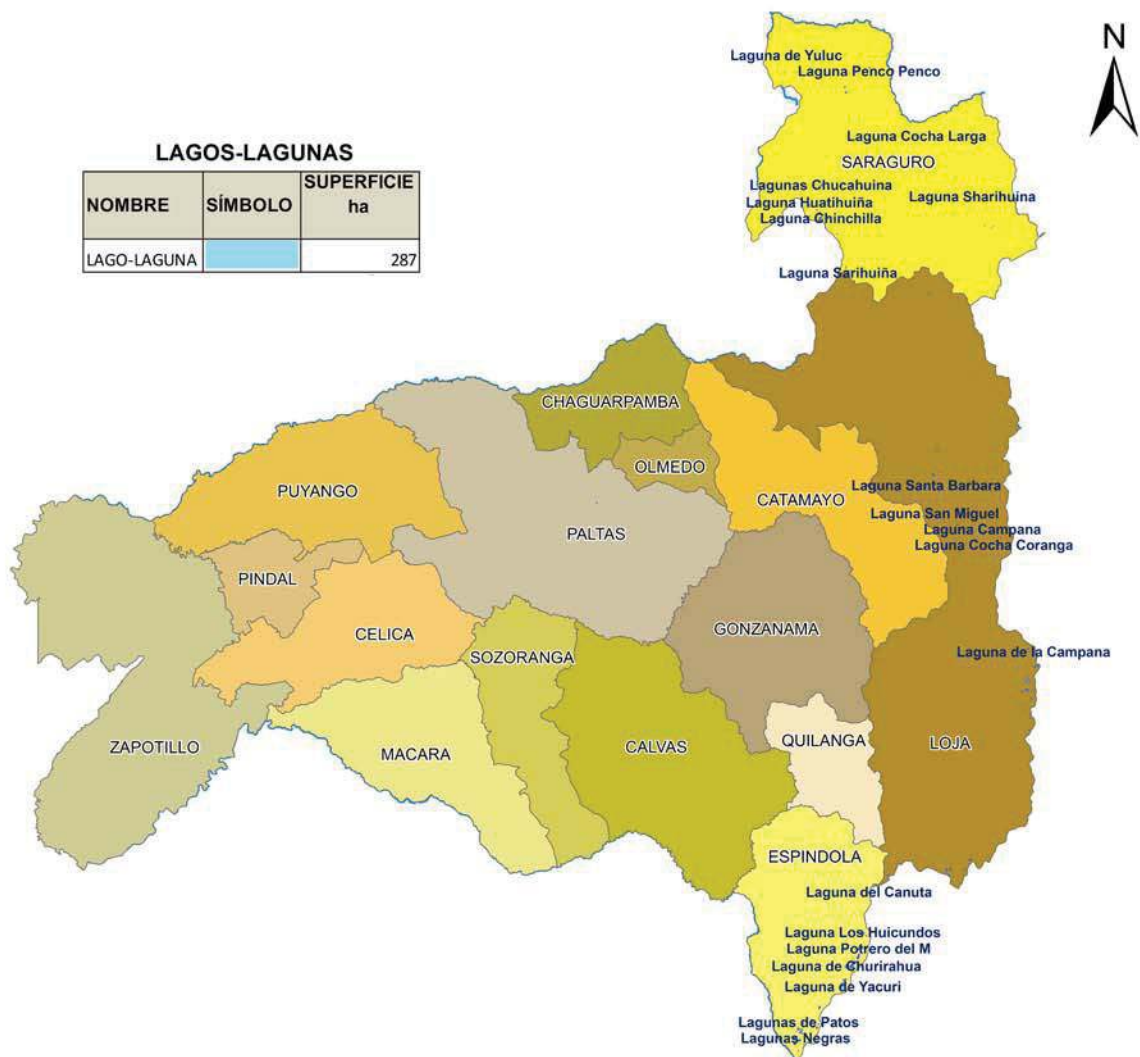 N
Laguna de Yuluc
Laguna Penco Penco
LAGOS-LAGUNAS
NOMBRE SÍMBOLO SUPERFICIE ha
LAGO-LAGUNA 287
Laguna Cocha Larga
SARAGURO
Lagunas Chucahuina
Laguna Sharihuina
Laguna Huatihuiña
Laguna Chinchilla
Laguna Sarihuiña
CHAGUARPAMBA
OLMEDO
PUYANGO
CATAMAYO
Laguna Santa Barbara
Laguna San Miguel
Laguna Campana
Laguna Cocha Coranga
PALTAS
PINDAL
CELICA
GONZANAMA
SOZORANGA
Laguna de la Campana
ZAPOTILLO
MACARA
CALVAS
QUILANGA
LOJA
ESPINDOLA
Laguna del Canuta
Laguna Los Huicundos
Laguna Potrero del M
Laguna de Churirahua
Laguna de Yacuri
Lagunas de Patos
Lagunas Negras